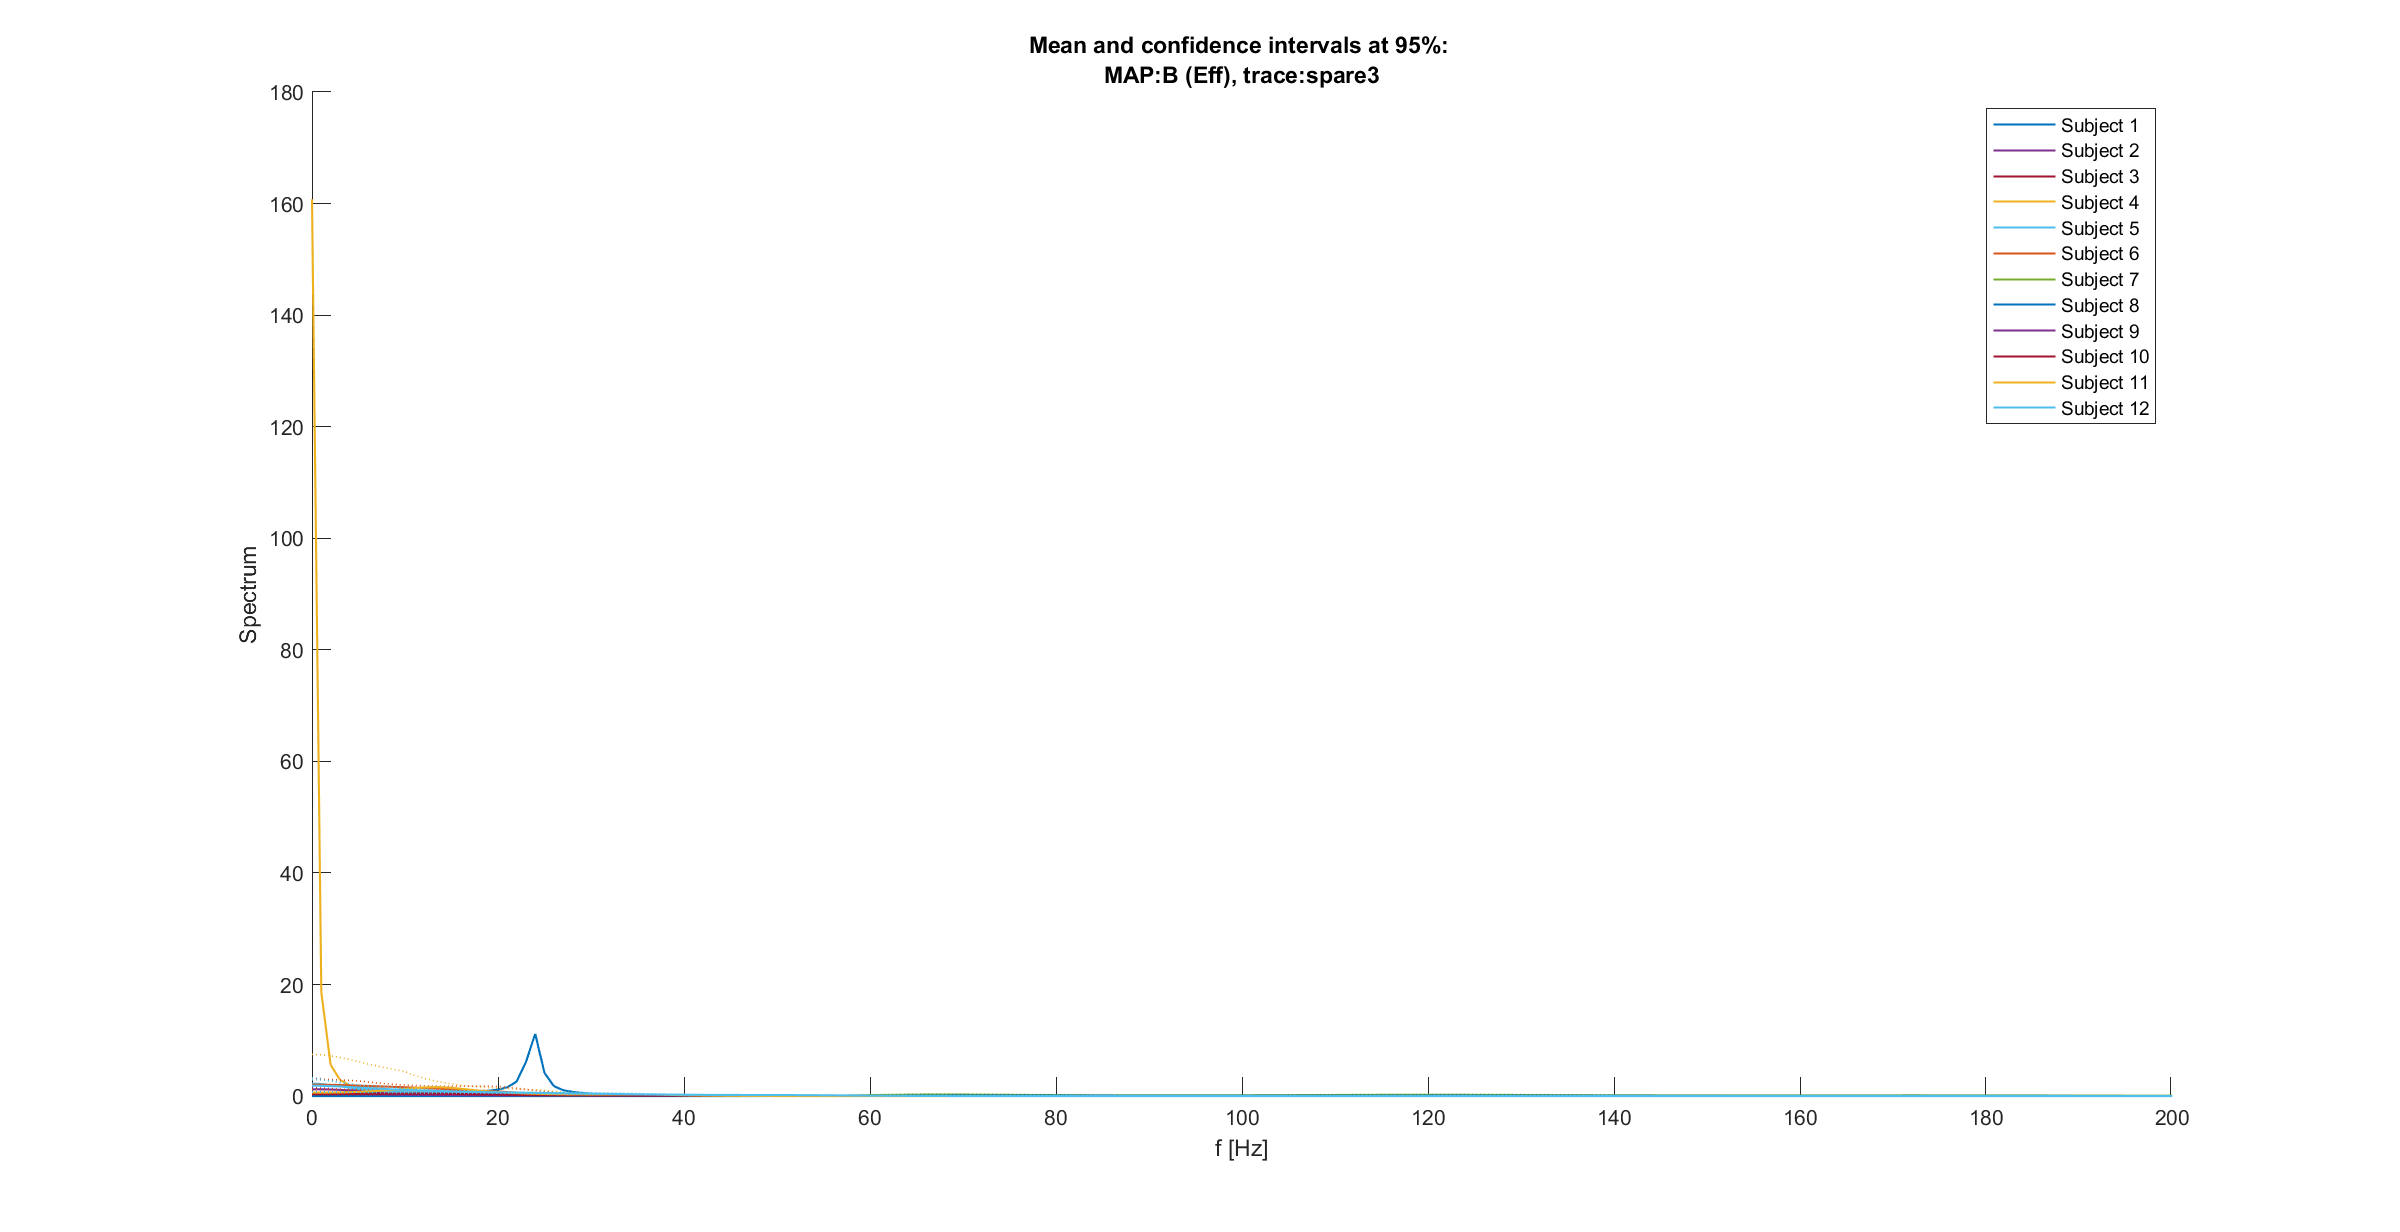 Mean and confidence intervals at 95%:
MAP:B (Eff), trace:spare3
180
160
140
120
100
80
60
40
20
0
Spectrum
0 20 40 60 80 100 120 140 160 180 200
f [Hz]
Subject 1
Subject 2
Subject 3
Subject 4
Subject 5
Subject 6
Subject 7
Subject 8
Subject 9
Subject 10
Subject 11
Subject 12